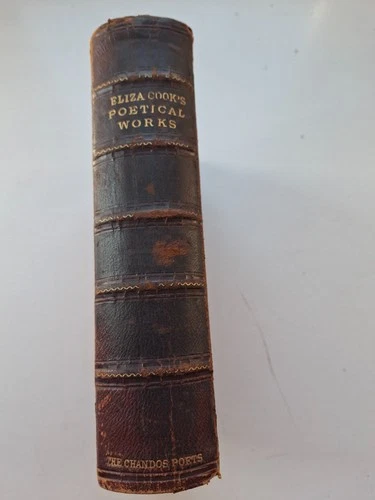 ELIZA COOK'S
POETICAL
WORKS
THE CHANDOS POETS